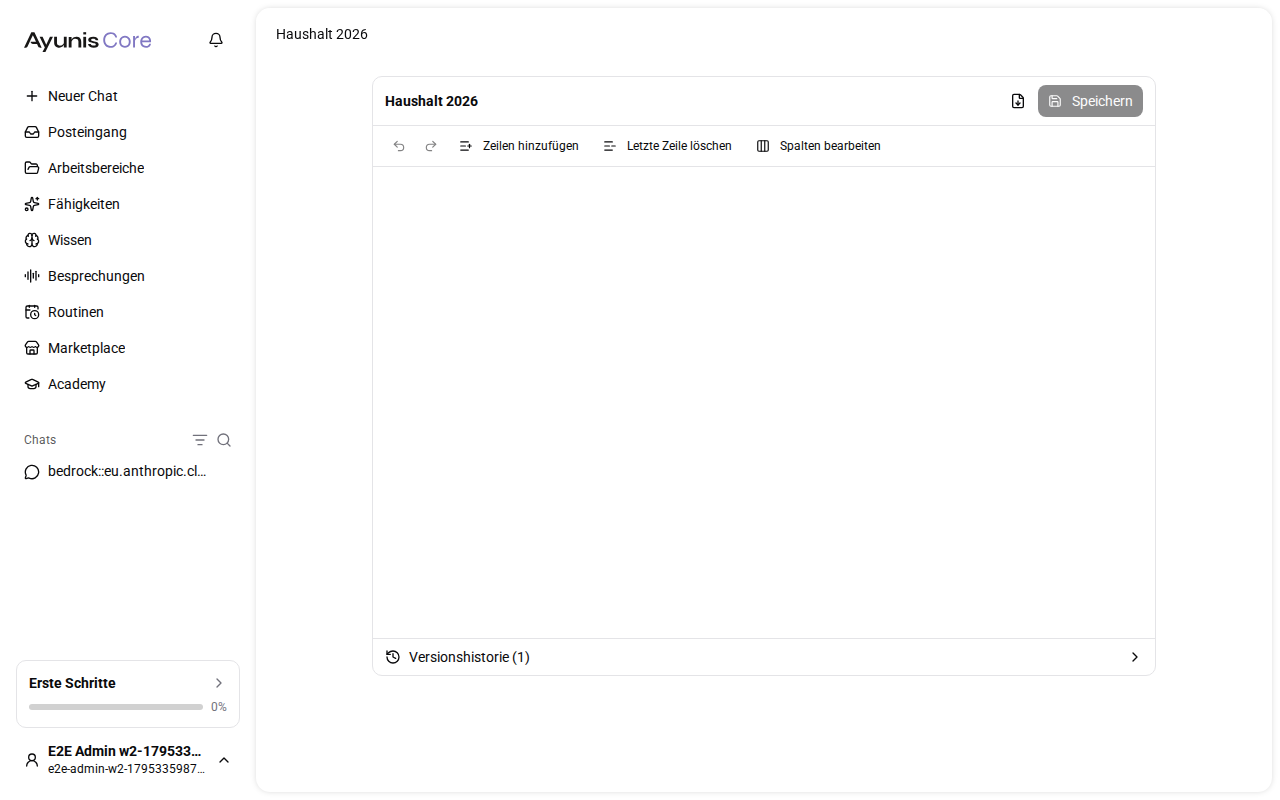 Ayunis Core
Neuer Chat
Posteingang
Arbeitsbereiche
Fähigkeiten
Wissen
Besprechungen
Routinen
Marketplace
Academy
Chats
bedrock::eu.anthropic.cl...
Erste Schritte
0%
E2E Admin w2-179533...
e2e-admin-w2-1795335987...
Haushalt 2026
Haushalt 2026
Speichern
Zeilen hinzufügen
Letzte Zeile löschen
Spalten bearbeiten
Versionshistorie (1)